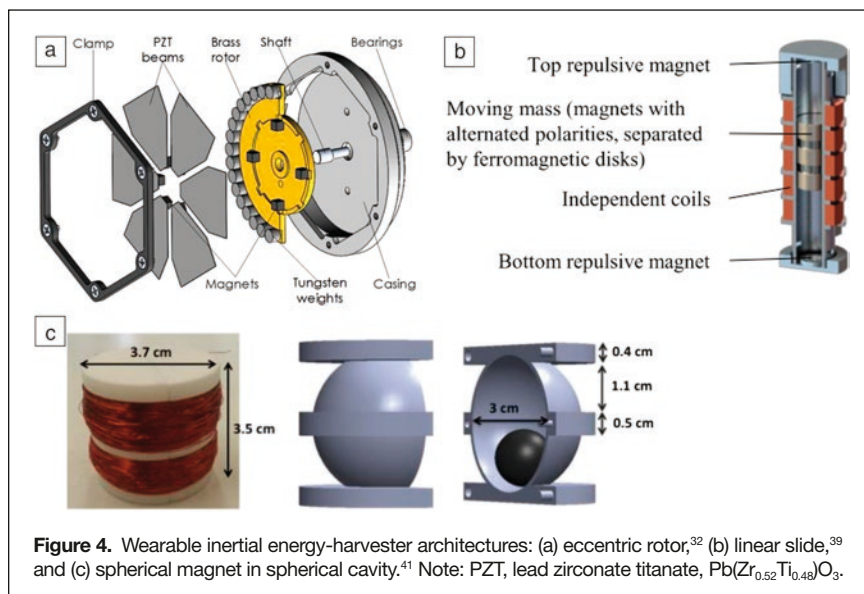 a
Clamp
PZT
beams
Brass
rotor
Shaft
Bearings
Magnets
Tungsten
weights
Casing
b
Top repulsive magnet
Moving mass (magnets with
alternated polarities, separated
by ferromagnetic disks)
Independent coils
Bottom repulsive magnet
c
3.7 cm
3.5 cm
3 cm
0.4 cm
1.1 cm
0.5 cm
Figure 4. Wearable inertial energy-harvester architectures: (a) eccentric rotor,³² (b) linear slide,³⁹
and (c) spherical magnet in spherical cavity.⁴¹ Note: PZT, lead zirconate titanate, Pb(Zr₀.₅₂Ti₀.₄₈)O₃.